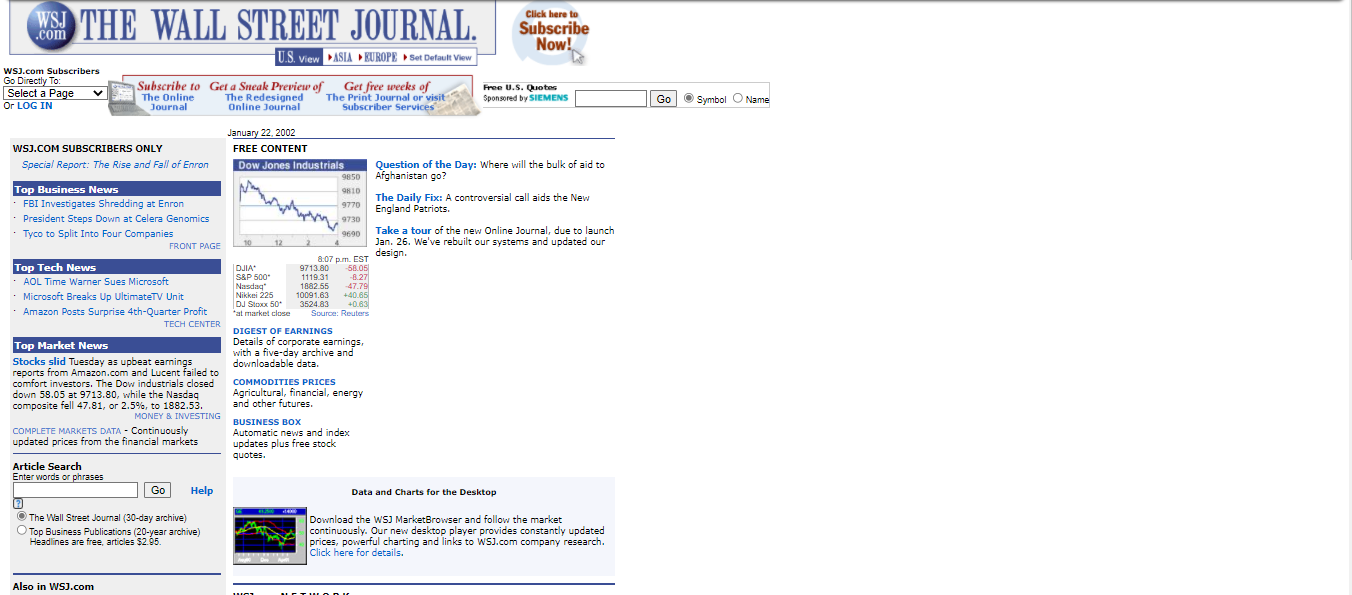 WSJ.com THE WALL STREET JOURNAL.
Click here to
Subscribe
Now!
U.S. View ASIA EUROPE Set Default View
WSJ.com Subscribers
Go Directly To:
Select a Page
Or LOG IN
Subscribe to
The Online
Journal
Get a Sneak Preview of
The Redesigned
Online Journal
Get free weeks of
The Print Journal or visit
Subscriber Services
Free U.S. Quotes
Sponsored by SIEMENS
Go Symbol Name
January 22, 2002
WSJ.COM SUBSCRIBERS ONLY
Special Report: The Rise and Fall of Enron
Top Business News
· FBI Investigates Shredding at Enron
· President Steps Down at Celera Genomics
· Tyco to Split Into Four Companies
FRONT PAGE
Top Tech News
· AOL Time Warner Sues Microsoft
· Microsoft Breaks Up UltimateTV Unit
· Amazon Posts Surprise 4th-Quarter Profit
TECH CENTER
Top Market News
Stocks slid Tuesday as upbeat earnings
reports from Amazon.com and Lucent failed to
comfort investors. The Dow industrials closed
down 58.05 at 9713.80, while the Nasdaq
composite fell 47.81, or 2.5%, to 1882.53.
MONEY & INVESTING
COMPLETE MARKETS DATA - Continuously
updated prices from the financial markets
Article Search
Enter words or phrases
Go Help
?
The Wall Street Journal (30-day archive)
Top Business Publications (20-year archive)
Headlines are free, articles $2.95.
Also in WSJ.com
FREE CONTENT
Dow Jones Industrials
9850
9810
9770
9730
9690
10 12 2 4
8:07 p.m. EST
DJIA* 9713.80 -58.05
S&P 500* 1119.31 -8.27
Nasdaq* 1882.55 -47.79
Nikkei 225 10091.63 +40.65
DJ Stoxx 50* 3524.83 +0.63
*at market close Source: Reuters
DIGEST OF EARNINGS
Details of corporate earnings,
with a five-day archive and
downloadable data.
COMMODITIES PRICES
Agricultural, financial, energy
and other futures.
BUSINESS BOX
Automatic news and index
updates plus free stock
quotes.
Question of the Day: Where will the bulk of aid to
Afghanistan go?
The Daily Fix: A controversial call aids the New
England Patriots.
Take a tour of the new Online Journal, due to launch
Jan. 26. We've rebuilt our systems and updated our
design.
Data and Charts for the Desktop
Download the WSJ MarketBrowser and follow the market
continuously. Our new desktop player provides constantly updated
prices, powerful charting and links to WSJ.com company research.
Click here for details.